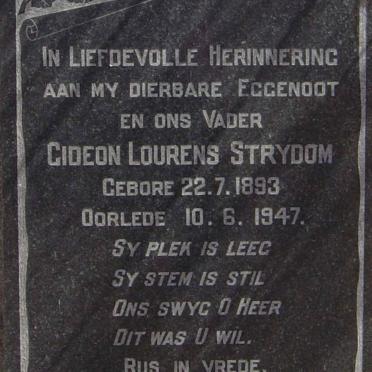 In Liefdevolle Herinnering
aan my dierbare Eggenoot
en ons Vader
Gideon Lourens Strydom
Gebore 22.7.1893
Oorlede 10.6.1947.
Sy plek is leeg
Sy stem is stil
Ons swyg O Heer
Dit was U wil.
Rus in vrede.